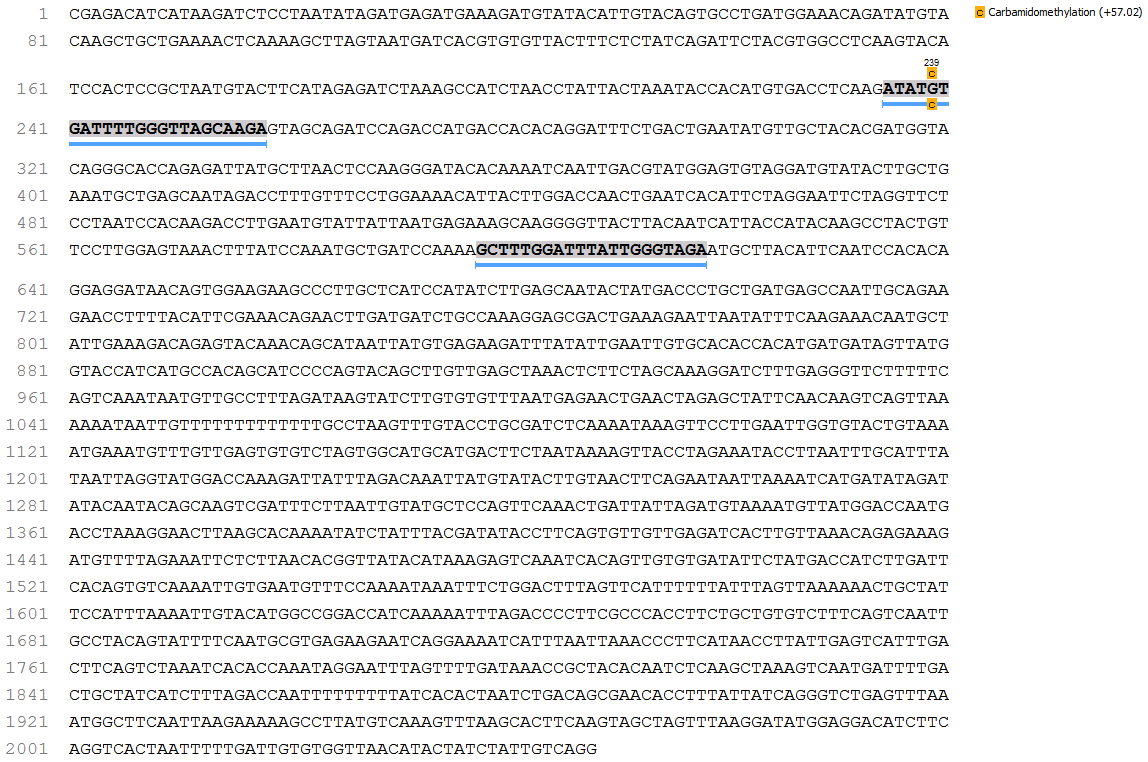 1 CGAGACATCATAAGATCTCCTAATATAGATGAGATGAAAGATGTATACATTGTACAGTGCCTGATGGAAACAGATATGTA
C Carbamidomethylation (+57.02)
81 CAAGCTGCTGAAAACTCAAAAGCTTAGTAATGATCACGTGTGTTACTTTCTCTATCAGATTCTACGTGGCCTCAAGTACA
239
C
161 TCCACTCCGCTAATGTACTTCATAGAGATCTAAAGCCATCTAACCTATTACTAAATACCACATGTGACCTCAAGATATGT
C
241 GATTTTGGGTTAGCAAGAGTAGCAGATCCAGACCATGACCACACAGGATTTCTGACTGAATATGTTGCTACACGATGGTA
321 CAGGGCACCAGAGATTATGCTTAACTCCAAGGGATACACAAAATCAATTGACGTATGGAGTGTAGGATGTATACTTGCTG
401 AAATGCTGAGCAATAGACCTTTGTTTCCTGGAAAACATTACTTGGACCAACTGAATCACATTCTAGGAATTCTAGGTTCT
481 CCTAATCCACAAGACCTTGAATGTATTATTAATGAGAAAGCAAGGGGTTACTTACAATCATTACCATACAAGCCTACTGT
561 TCCTTGGAGTAAACTTTATCCAAATGCTGATCCAAAAGCTTTGGATTTATTGGGTAGAATGCTTACATTCAATCCACACA
641 GGAGGATAACAGTGGAAGAAGCCCTTGCTCATCCATATCTTGAGCAATACTATGACCCTGCTGATGAGCCAATTGCAGAA
721 GAACCTTTTACATTCGAAACAGAACTTGATGATCTGCCAAAGGAGCGACTGAAAGAATTAATATTTCAAGAAACAATGCT
801 ATTGAAAGACAGAGTACAAACAGCATAATTATGTGAGAAGATTTATATTGAATTGTGCACACCACATGATGATAGTTATG
881 GTACCATCATGCCACAGCATCCCCAGTACAGCTTGTTGAGCTAAACTCTTCTAGCAAAGGATCTTTGAGGGTTCTTTTTC
961 AGTCAAATAATGTTGCCTTTAGATAAGTATCTTGTGTGTTTAATGAGAACTGAACTAGAGCTATTCAACAAGTCAGTTAA
1041 AAAATAATTGTTTTTTTTTTTTTTGCCTAAGTTTGTACCTGCGATCTCAAAATAAAGTTCCTTGAATTGGTGTACTGTAAA
1121 ATGAAATGTTTGTTGAGTGTGTCTAGTGGCATGCATGACTTCTAATAAAAGTTACCTAGAAATACCTTAATTTGCATTTA
1201 TAATTAGGTATGGACCAAAGATTATTTAGACAAATTATGTATACTTGTAACTTCAGAATAATTAAAATCATGATATAGAT
1281 ATACAATACAGCAAGTCGATTTCTTAATTGTATGCTCCAGTTCAAACTGATTATTAGATGTAAAATGTTATGGACCAATG
1361 ACCTAAAGGAACTTAAGCACAAAATATCTATTTACGATATACCTTCAGTGTTGTTGAGATCACTTGTTAAACAGAGAAAG
1441 ATGTTTTAGAAATTCTCTTAACACGGTTATACATAAAGAGTCAAATCACAGTTGTGTGATATTCTATGACCATCTTGATT
1521 CACAGTGTCAAAATTGTGAATGTTTCCAAAATAAATTTCTGGACTTTAGTTCATTTTTTATTTAGTTAAAAAACTGCTAT
1601 TCCATTTAAAATTGTACATGGCCGGACCATCAAAAATTTAGACCCCTTCGCCCACCTTCTGCTGTGTCTTTCAGTCAATT
1681 GCCTACAGTATTTTCAATGCGTGAGAAGAATCAGGAAAATCATTTAATTAAACCCTTCATAACCTTATTGAGTCATTTGA
1761 CTTCAGTCTAAATCACACCAAATAGGAATTTAGTTTTGATAAACCGCTACACAATCTCAAGCTAAAGTCAATGATTTTGA
1841 CTGCTATCATCTTTAGACCAATTTTTTTTTATCACACTAATCTGACAGCGAACACCTTTATTATCAGGGTCTGAGTTTAA
1921 ATGGCTTCAATTAAGAAAAAGCCTTATGTCAAAGTTTAAGCACTTCAAGTAGCTAGTTTAAGGATATGGAGGACATCTTC
2001 AGGTCACTAATTTTTGATTGTGTGGTTAACATACTATCTATTGTCAGG